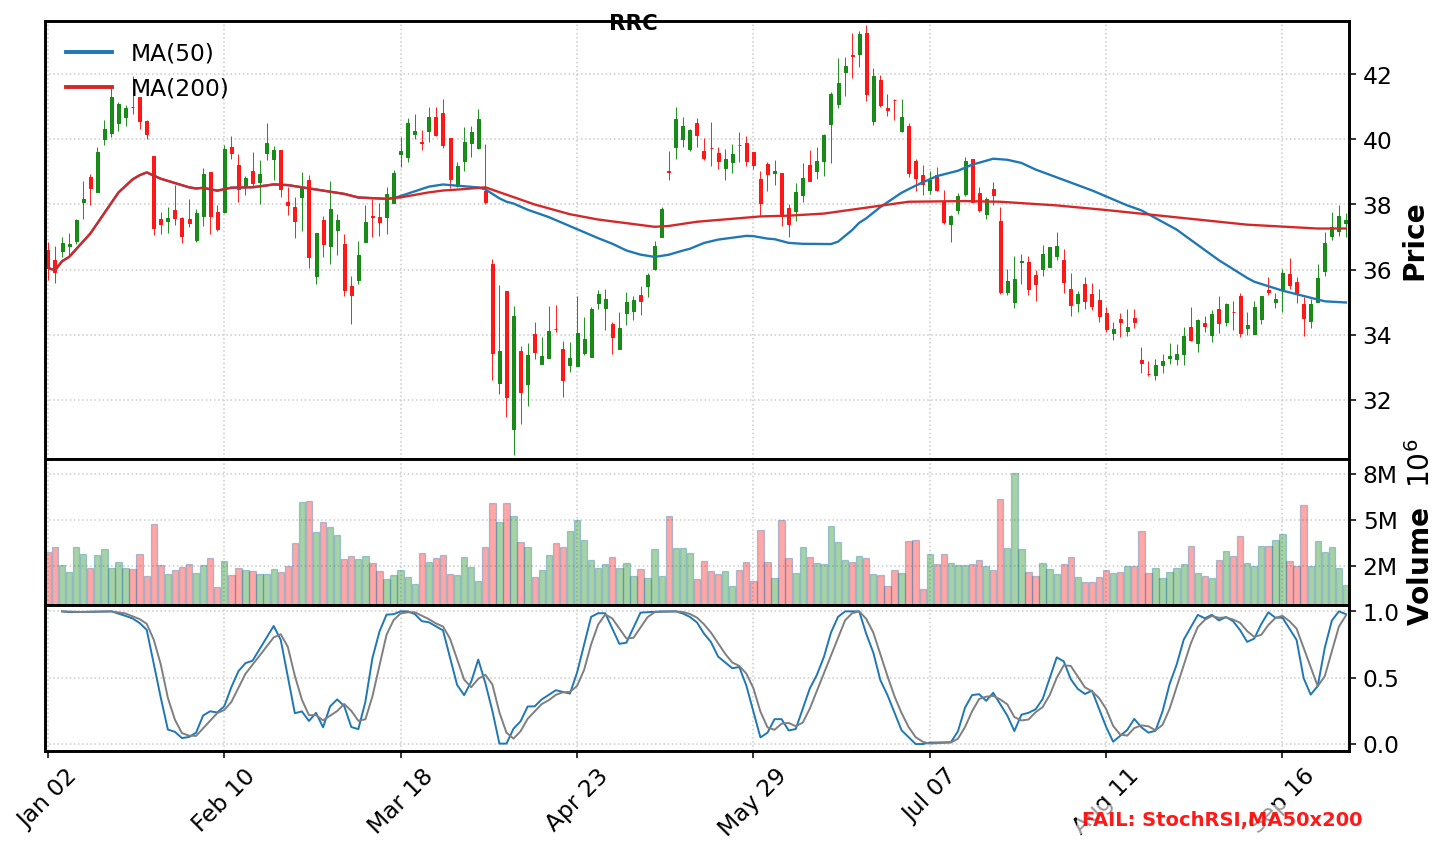 RRC
MA(50)
MA(200)
42
40
38
36
34
32
Price
8M
5M
2M
Volume 10^6
1.0
0.5
0.0
Jan 02
Feb 10
Mar 18
Apr 23
May 29
Jul 07
Aug 11
Sep 16
FAIL: StochRSI,MA50x200